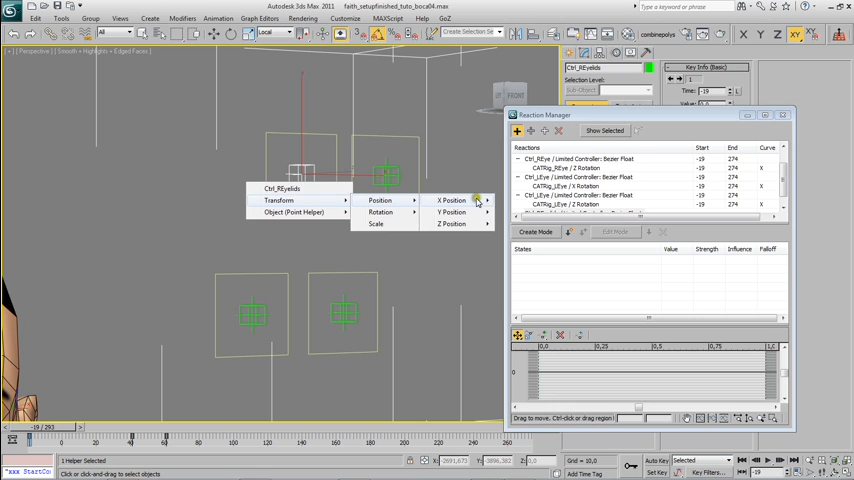 Autodesk 3ds Max 2011
faith_setupfinished_tuto_boca04.max
Type a keyword or phrase
Edit Tools Group Views Create Modifiers Animation Graph Editors Rendering Customize MAXScript Help GoZ
All
Local
Create Selection Se
combinepolys
X Y Z XY
[ + ] [ Perspective ] [ Smooth + Highlights + Edged Faces ]
FRONT
Ctrl_REyelids
Selection Level:
Sub-Object
Key Info (Basic)
1
Time: -19 L
Value: 0,0
Reaction Manager
Show Selected
Reactions Start End Curve
Ctrl_REye / Limited Controller: Bezier Float -19 274
CATRig_REye / Z Rotation -19 274 X
Ctrl_LEye / Limited Controller: Bezier Float -19 274
CATRig_LEye / X Rotation -19 274 X
Ctrl_LEye / Limited Controller: Bezier Float -19 274
CATRig_LEye / Z Rotation -19 274 X
Create Mode
Edit Mode
States Value Strength Influence Falloff
0,0 0,25 0,5 0,75 1,0
0
Drag to move. Ctrl-click or drag region
Ctrl_REyelids
Transform
Object (Point Helper)
Position
Rotation
Scale
X Position
Y Position
Z Position
-19 / 293
0 20 40 60 80 100 120 140 160 180 200 220 240 260
"xxx StartCo
1 Helper Selected
Click or click-and-drag to select objects
X: -2691,673 Y: -3896,382 Z: 0,0
Grid = 10,0
Add Time Tag
Auto Key
Selected
Set Key
Key Filters...
-19